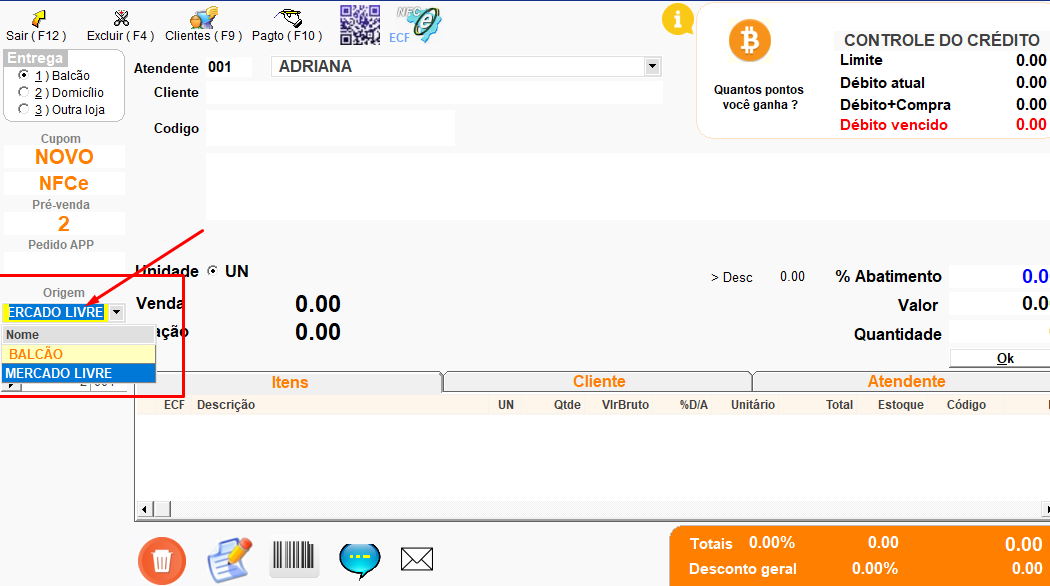 Sair ( F12 ) Excluir ( F4 ) Clientes ( F9 ) Pagto ( F10 )
NFC
e
ECF
i
Entrega
1 ) Balcão
2 ) Domicílio
3 ) Outra loja
Atendente 001 ADRIANA
Cliente
Codigo
Quantos pontos
você ganha ?
CONTROLE DO CRÉDITO
Limite 0.00
Débito atual 0.00
Débito+Compra 0.00
Débito vencido 0.00
Cupom
NOVO
NFCe
Pré-venda
2
Pedido APP
Origem
ERCADO LIVRE
Nome
BALCÃO
MERCADO LIVRE
Unidade UN
Venda 0.00
ação 0.00
> Desc 0.00 % Abatimento 0.0
Valor 0.0
Quantidade
Ok
Itens Cliente Atendente
ECF Descrição UN Qtde VlrBruto %D/A Unitário Total Estoque Código
Totais 0.00% 0.00 0.00
Desconto geral 0.00% 0.00